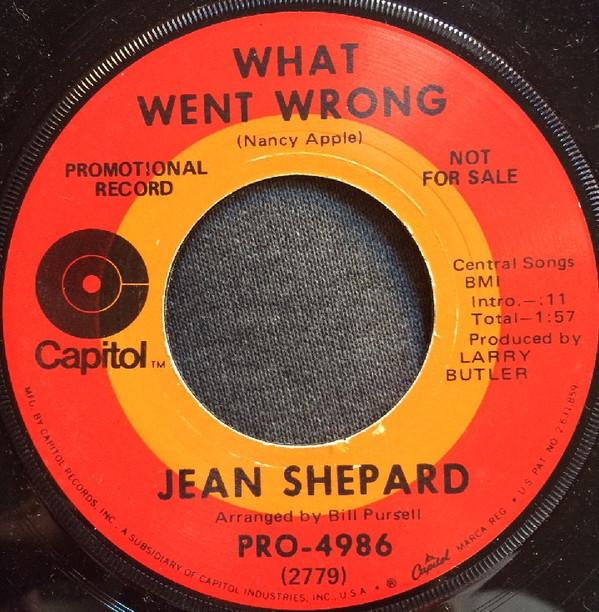 WHAT
WENT WRONG
(Nancy Apple)
PROMOTIONAL
RECORD
NOT
FOR SALE
Capitol TM
Central Songs
BMI
Intro.—:11
Total—1:57
Produced by
LARRY
BUTLER
JEAN SHEPARD
Arranged by Bill Pursell
PRO-4986
(2779)
MFG. BY CAPITOL RECORDS, INC. • A SUBSIDIARY OF CAPITOL INDUSTRIES, INC., U.S.A. • ® Capitol MARCA REG. • U.S. PAT. NO. 2,631,859